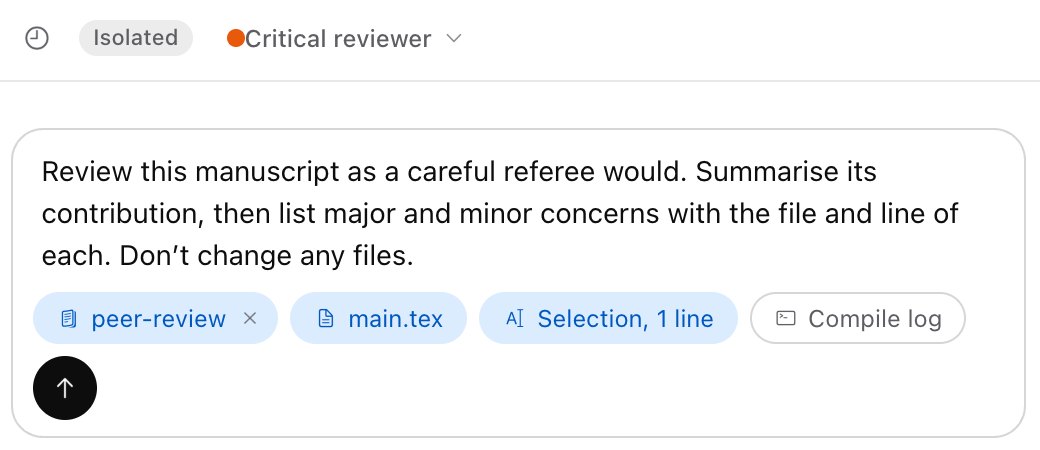 Isolated
Critical reviewer
Review this manuscript as a careful referee would. Summarise its
contribution, then list major and minor concerns with the file and line of
each. Don’t change any files.
peer-review
main.tex
Selection, 1 line
Compile log